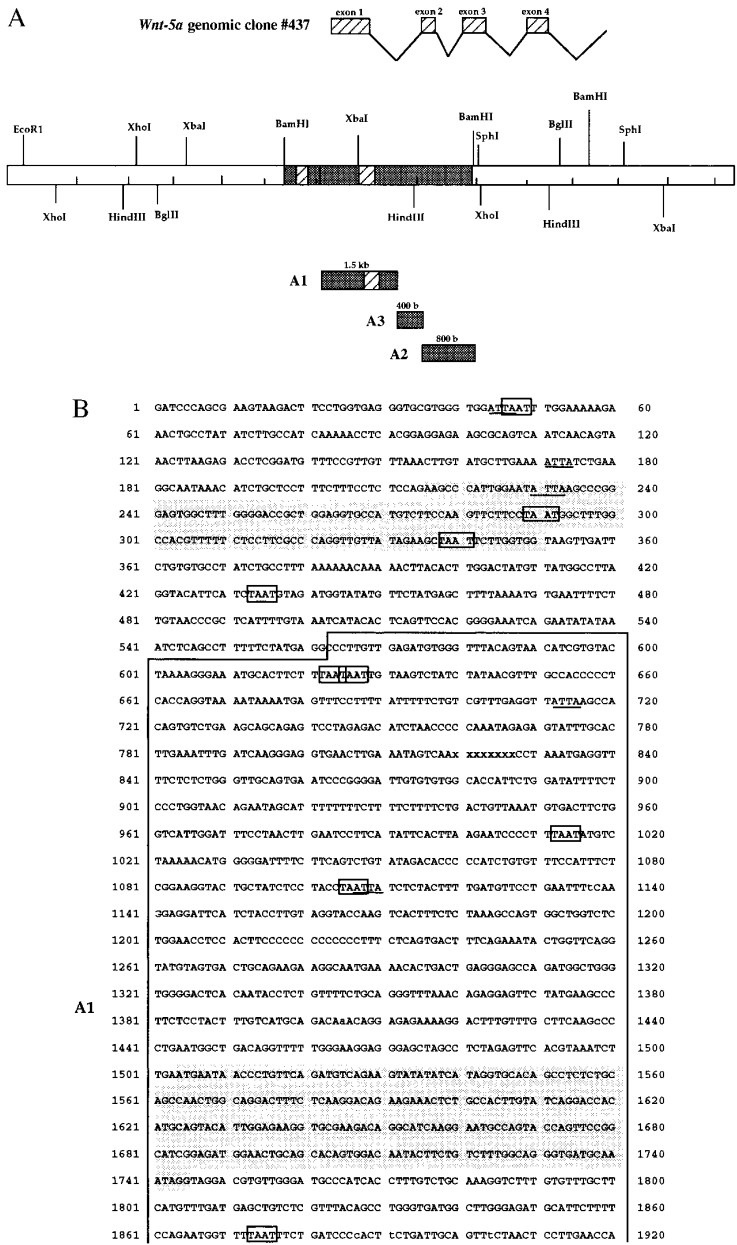 A
Wnt-5a genomic clone #437
exon 1 exon 2 exon 3 exon 4
EcoR1 XhoI XbaI BamHI XbaI BamHI SphI BglII BamHI SphI
XhoI HindIII BglII HindIII XhoI HindIII XbaI
A1 1.5 kb
A3 400 b
A2 800 b
B
1 GATCCCAGCG AAGTAAGACT TCCTGGTGAG GGTGCGTGGG TGGATTAATT TGGAAAAAGA 60
61 AACTGCCTAT ATCTTGCCAT CAAAAACCTC ACGGAGGAGA AGCGCAGTCA ATCAACAGTA 120
121 AACTTAAGAG ACCTCGGATG TTTCCGTTGT TTAAACTTGT ATGCTTGAAA ATTATCTGAA 180
181 GGCAATAAAC ATCTGCTCCT TTCTTTCCTC TCCAGAAGCC CATTGGAATA TTAAGCCCGG 240
241 GAGTGGCTTT GGGGACCGCT GGAGGTGCCA TGTCTTCCAA GTTCTTCCTA ATGGCTTTGG 300
301 CCACGTTTTT CTCCTTCGCC CAGGTTGTTA TAGAAGCTAA TTCTTGGTGG TAAGTTGATT 360
361 CTGTGTGCCT ATCTGCCTTT AAAAAACAAA AACTTACACT TGGACTATGT TATGGCCTGATT 420
421 GGTACATTCA TCTAATGTAG ATGGTATATG TTCTATGAGC TTTTAAAATG TGAATTTTCT 480
481 TGTAACCCGC TCATTTTGTA AATCATACAC TCAGTTCCAC GGGGAAATCA GAATATATAA 540
541 ATCTCAGCCT TTTTCTATGA GGCCCTTGTT GAGATGTGGG TTTACAGTAA CATCGTGTAC 600
601 TAAAAGGGAA ATGCACTTCT TTAATAATTG TAAGTCTATC TATAACGTTT GCCACCCCCT 660
661 CACCAGGTAA AATAAAATGA GTTCCTTTTT ATTTTTCTGT CGTTTGAGGT TATTAAGCCA 720
721 CAGTGTCTGA AGCAGCAGAG TCCTAGAGAC ATCTAACCCC CAAATAGAGA GTATTTGCAC 780
781 TTGAAATTTG ATCAAGGGAG GTGAACTTGA AATAGTCAAx xxxxxxxCCT AAATGAGGTT 840
841 TTCTCTCTGG GTTGCAGTGA ATCCCGGGGA TTGTGTGTGG CACCATTCTG GATATTTTCT 900
901 CCCTGGTAAC AGAATAGCAT TTTTTTTCTT TTCTTTTCTG ACTGTTAAAT GTGACTTCTG 960
961 GTCATTGGAT TTCCTAACTT GAATCCTTCA TATTCACTTA AGAATCCCCT TTAATATGTC 1020
1021 TAAAAACATG GGGGATTTTC TTCAGTCTGT ATAGACACCC CCATCTGTGT TTCCATTTCT 1080
1081 CGGAAGGTAC TGCTATCTCC TACGTAATTA TCTCTACTTT TGATGTTCCT GAATTTtCAA 1140
1141 GGAGGATTCA TCTACCTTGT AGGTACCAAG TCACTTTCTC TAAAGCCAGT GGCTGGTCTC 1200
1201 TGGAACCTCC ACTTCCCCCC CCCCCCCTTT CTCAGTGACT TTCAGAAATA CTGGTTCAGG 1260
1261 TATGTAGTGA CTGCAGAAGA AGGCAATGAA AACACTGACT GAGGGAGCCA GATGGCTGGG 1320
1321 TGGGGACTCA CAATACCTCT GTTTTCTGCA GGGTTTAAAC AGAGGAGTTC TATGAAGCCC 1380
A1
1381 TTCTCCTACT TTGTCATGCA GACAaACAGG AGAGAAAAGG ACTTTGTTTG CTTCAAGcCC 1440
1441 CTGAATGGCT GACAGGTTTT TGGGAAGGAG GGAGCTAGCC TCTAGAGTTC ACGTAAATCT 1500
1501 TGAATGAATA ACCCTGTTCA GATGTCAGAA GTATATATCA TAGGTGCACA GCCTCTCTGC 1560
1561 AGCCAACTGG CAGGACTTTC TCAAGGACAG AAGAAACTCT GCCACTTGTA TCAGGACCAC 1620
1621 ATGCAGTACA TTGGAGAAGG TGCGAAGACA GGCATCAAGG AATGCCAGTA CCAGTTCCGG 1680
1681 CATCGGAGAT GGAACTGCAG CACAGTGGAC AATACTTCTG TCTTTGGCAG GGTGATGCAA 1740
1741 ATAGGTAGGA CGTGTTGGGA TGCCCATCAC CTTTGTCTGC AAAGGTCTTT GTGTTTGCTT 1800
1801 CATGTTTGAT GAGCTGTCTC GTTTACAGCC TGGGTTTCCC TGGGAGAGAT GCATTCTTTT 1860
1861 CCAGAATGGT TTTAATTTCT GATCCCcACT tCTGATTGCA GTTtCTAACT CCTTGAACCA 1920